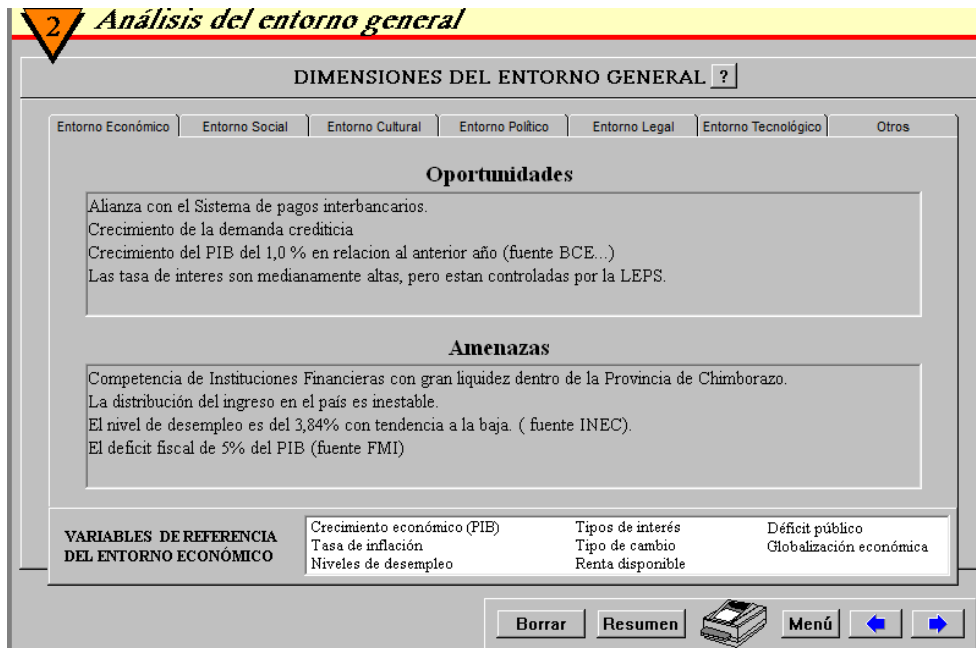 2 Análisis del entorno general
DIMENSIONES DEL ENTORNO GENERAL ?
Entorno Económico Entorno Social Entorno Cultural Entorno Político Entorno Legal Entorno Tecnológico Otros
Oportunidades
Alianza con el Sistema de pagos interbancarios.
Crecimiento de la demanda crediticia
Crecimiento del PIB del 1,0 % en relacion al anterior año (fuente BCE...)
Las tasa de interes son medianamente altas, pero estan controladas por la LEPS.
Amenazas
Competencia de Instituciones Financieras con gran liquidez dentro de la Provincia de Chimborazo.
La distribución del ingreso en el país es inestable.
El nivel de desempleo es del 3,84% con tendencia a la baja. ( fuente INEC).
El deficit fiscal de 5% del PIB (fuente FMI)
VARIABLES DE REFERENCIA
DEL ENTORNO ECONÓMICO
Crecimiento económico (PIB) Tipos de interés Déficit público
Tasa de inflación Tipo de cambio Globalización económica
Niveles de desempleo Renta disponible
Borrar Resumen Menú